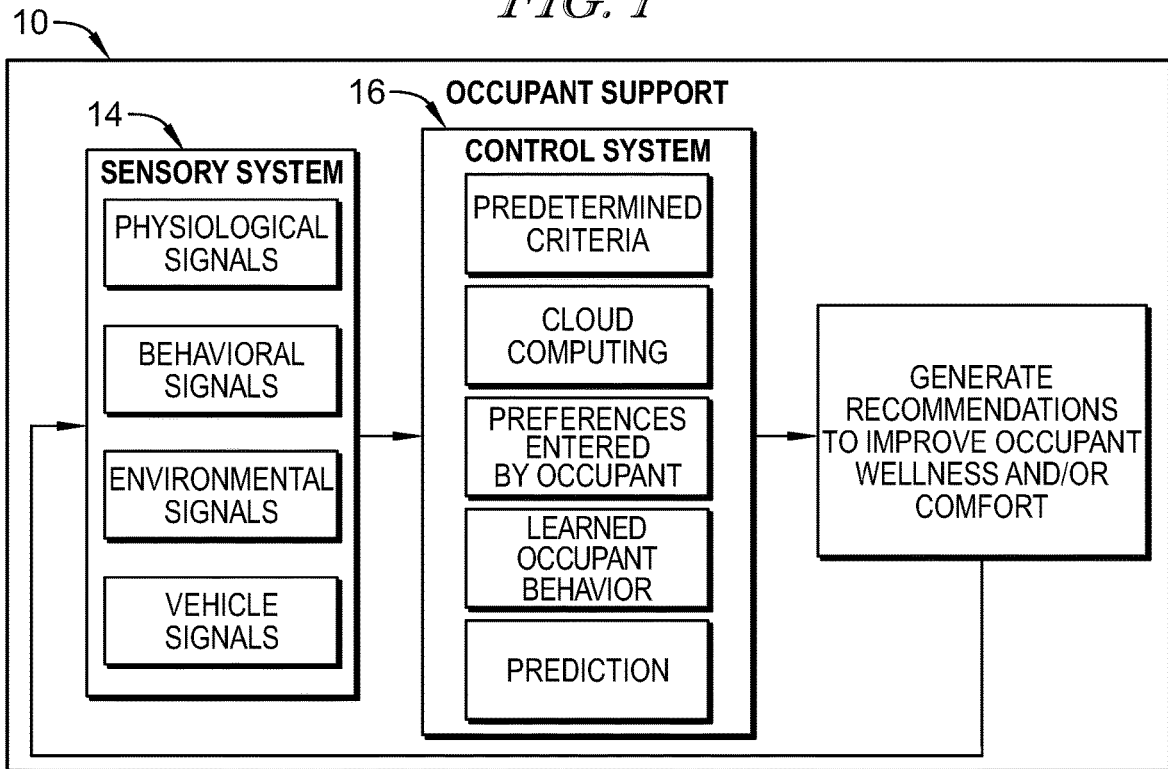 FIG. 1
10
OCCUPANT SUPPORT
14
SENSORY SYSTEM
PHYSIOLOGICAL
SIGNALS
BEHAVIORAL
SIGNALS
ENVIRONMENTAL
SIGNALS
VEHICLE
SIGNALS
16
CONTROL SYSTEM
PREDETERMINED
CRITERIA
CLOUD
COMPUTING
PREFERENCES
ENTERED
BY OCCUPANT
LEARNED
OCCUPANT
BEHAVIOR
PREDICTION
GENERATE
RECOMMENDATIONS
TO IMPROVE OCCUPANT
WELLNESS AND/OR
COMFORT